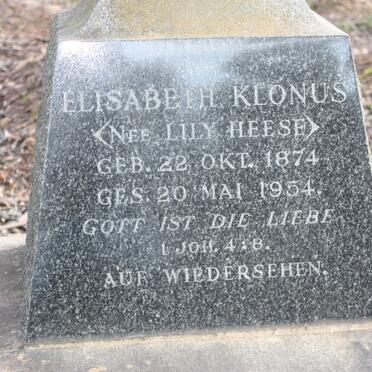 ELISABETH KLONUS
<NEE LILY HEESE>
GEB. 22 OKT. 1874
GES. 20 MAI 1954.
GOTT IST DIE LIEBE
1 JOH. 4:8.
AUF WIEDERSEHEN.